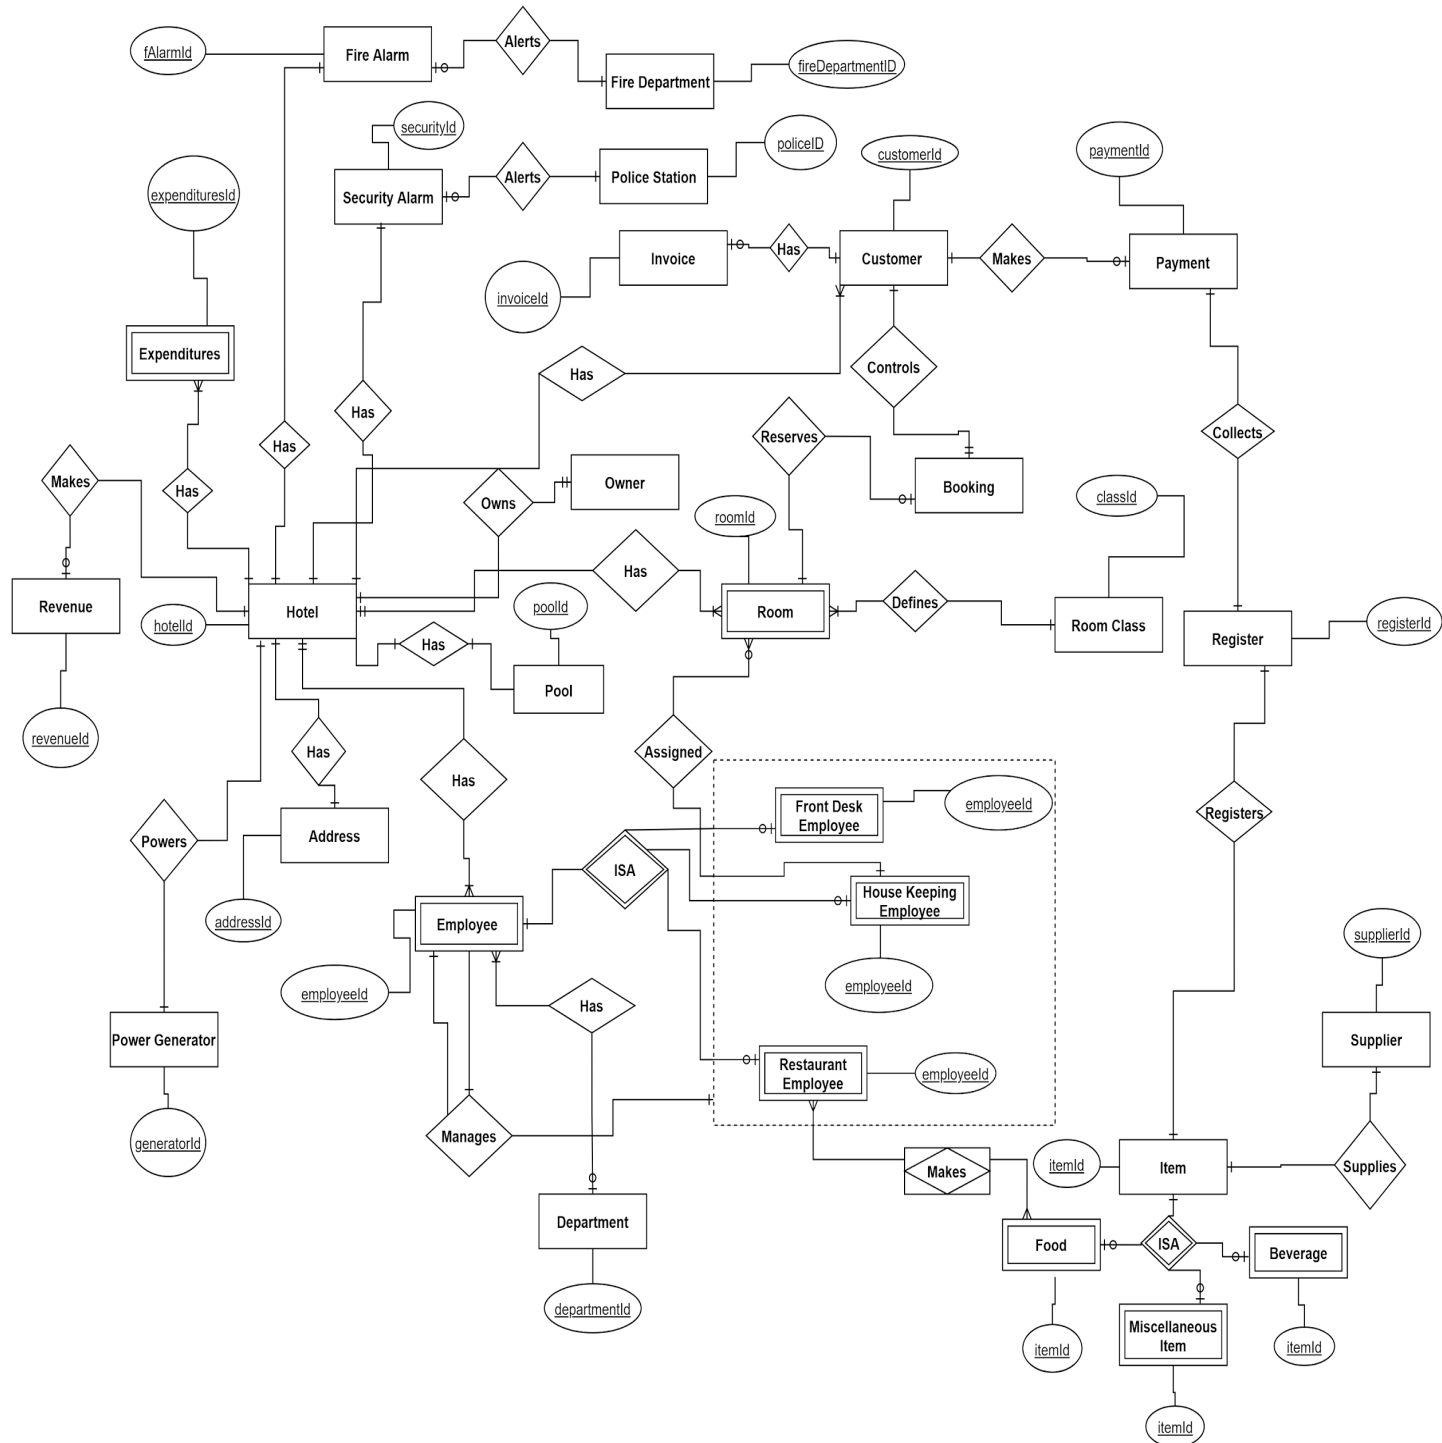 fAlarmId
Fire Alarm
Alerts
Fire Department
fireDepartmentID
securityId
Security Alarm
Alerts
Police Station
policeID
customerId
paymentId
expendituresId
Invoice
Has
Customer
Makes
Payment
invoiceId
Expenditures
Has
Controls
Has
Has
Reserves
Collects
Makes
Has
Owns
Owner
Booking
classId
roomId
Has
Revenue
hotelId
Hotel
poolId
Room
Defines
Room Class
Register
registerId
Has
Pool
revenueId
Has
Has
Assigned
Powers
Address
Front Desk
Employee
employeeId
Registers
ISA
addressId
Employee
House Keeping
Employee
supplierId
employeeId
employeeId
Has
Power Generator
Supplier
Restaurant
Employee
employeeId
generatorId
Manages
Makes
itemId
Item
Supplies
Department
Food
ISA
Beverage
departmentId
Miscellaneous
Item
itemId
itemId
itemId